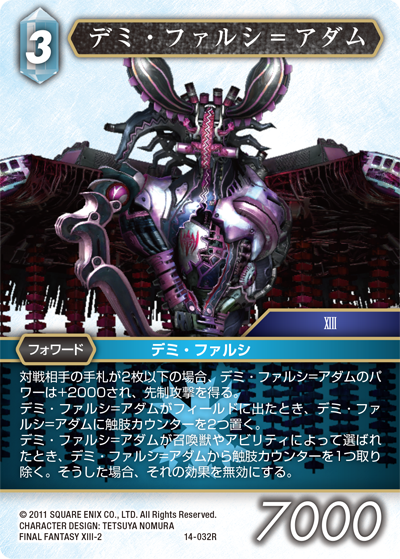 3
デミ・ファルシ=アダム
XIII
フォワード
デミ・ファルシ
対戦相手の手札が2枚以下の場合、デミ・ファルシ=アダムのパ
ワーは+2000され、先制攻撃を得る。
デミ・ファルシ=アダムがフィールドに出たとき、デミ・ファ
ルシ=アダムに触肢カウンターを2つ置く。
デミ・ファルシ=アダムが召喚獣やアビリティによって選ばれ
たとき、デミ・ファルシ=アダムから触肢カウンターを1つ取り
除く。そうした場合、それの効果を無効にする。
© 2011 SQUARE ENIX CO., LTD. All Rights Reserved.
CHARACTER DESIGN: TETSUYA NOMURA
FINAL FANTASY XIII-2
14-032R
7000